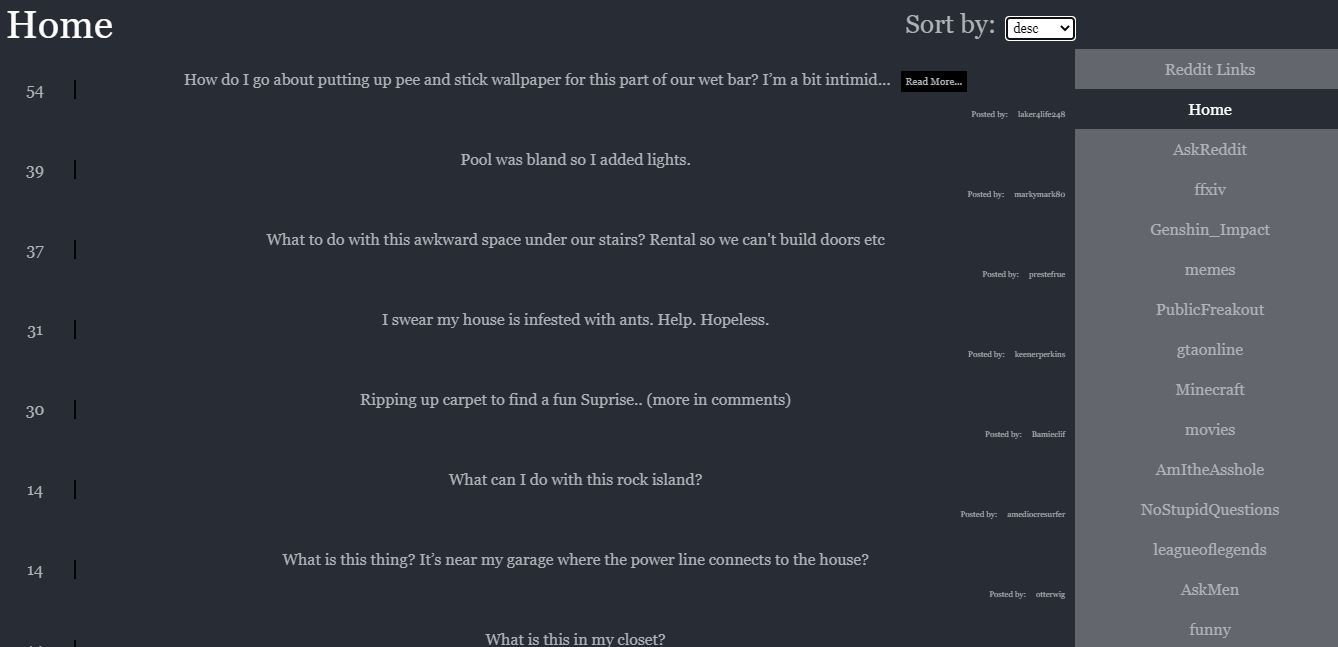 Home
Sort by: desc
54
How do I go about putting up pee and stick wallpaper for this part of our wet bar? I’m a bit intimid... Read More...
Posted by: laker4life248
39
Pool was bland so I added lights.
Posted by: markymark80
37
What to do with this awkward space under our stairs? Rental so we can't build doors etc
Posted by: prestefrue
31
I swear my house is infested with ants. Help. Hopeless.
Posted by: keenerperkins
30
Ripping up carpet to find a fun Suprise.. (more in comments)
Posted by: Bamieclif
14
What can I do with this rock island?
Posted by: amediocresurfer
14
What is this thing? It’s near my garage where the power line connects to the house?
Posted by: otterwig
What is this in my closet?
Reddit Links
Home
AskReddit
ffxiv
Genshin_Impact
memes
PublicFreakout
gtaonline
Minecraft
movies
AmItheAsshole
NoStupidQuestions
leagueoflegends
AskMen
funny